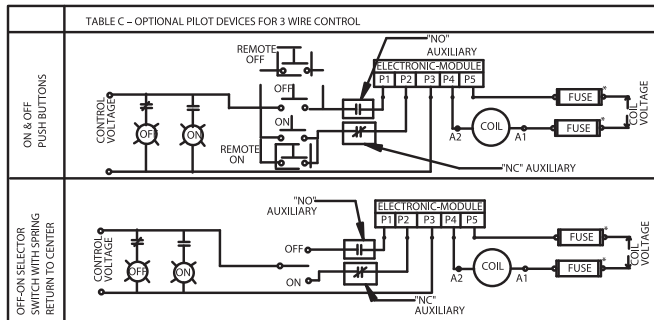 TABLE C – OPTIONAL PILOT DEVICES FOR 3 WIRE CONTROL
ON & OFF
PUSH BUTTONS
CONTROL
VOLTAGE
OFF
ON
REMOTE
OFF
OFF
ON
REMOTE
ON
"NO"
AUXILIARY
ELECTRONIC-MODULE
P1 P2 P3 P4 P5
A2
COIL
A1
FUSE *
FUSE *
COIL
VOLTAGE
"NC" AUXILIARY
OFF-ON SELECTOR
SWITCH WITH SPRING
RETURN TO CENTER
CONTROL
VOLTAGE
OFF
ON
"NO"
AUXILIARY
OFF
ON
ELECTRONIC-MODULE
P1 P2 P3 P4 P5
A2
COIL
A1
FUSE *
FUSE *
COIL
VOLTAGE
"NC"
AUXILIARY